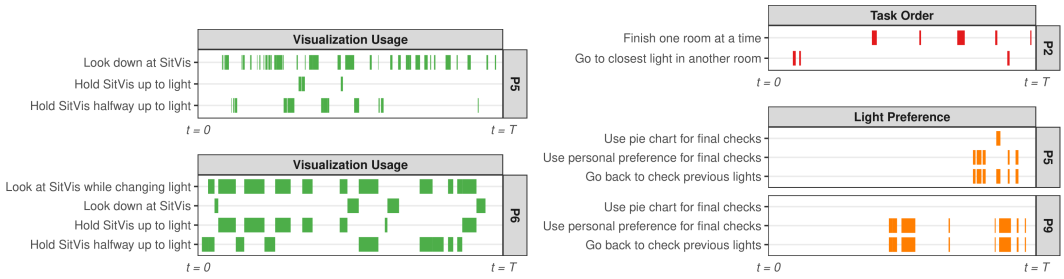 Visualization Usage
Look down at SitVis
Hold SitVis up to light
Hold SitVis halfway up to light
P5
t = 0
t = T
Visualization Usage
Look at SitVis while changing light
Look down at SitVis
Hold SitVis up to light
Hold SitVis halfway up to light
P6
t = 0
t = T
Task Order
Finish one room at a time
Go to closest light in another room
P2
t = 0
t = T
Light Preference
Use pie chart for final checks
Use personal preference for final checks
Go back to check previous lights
P5
Use pie chart for final checks
Use personal preference for final checks
Go back to check previous lights
P9
t = 0
t = T